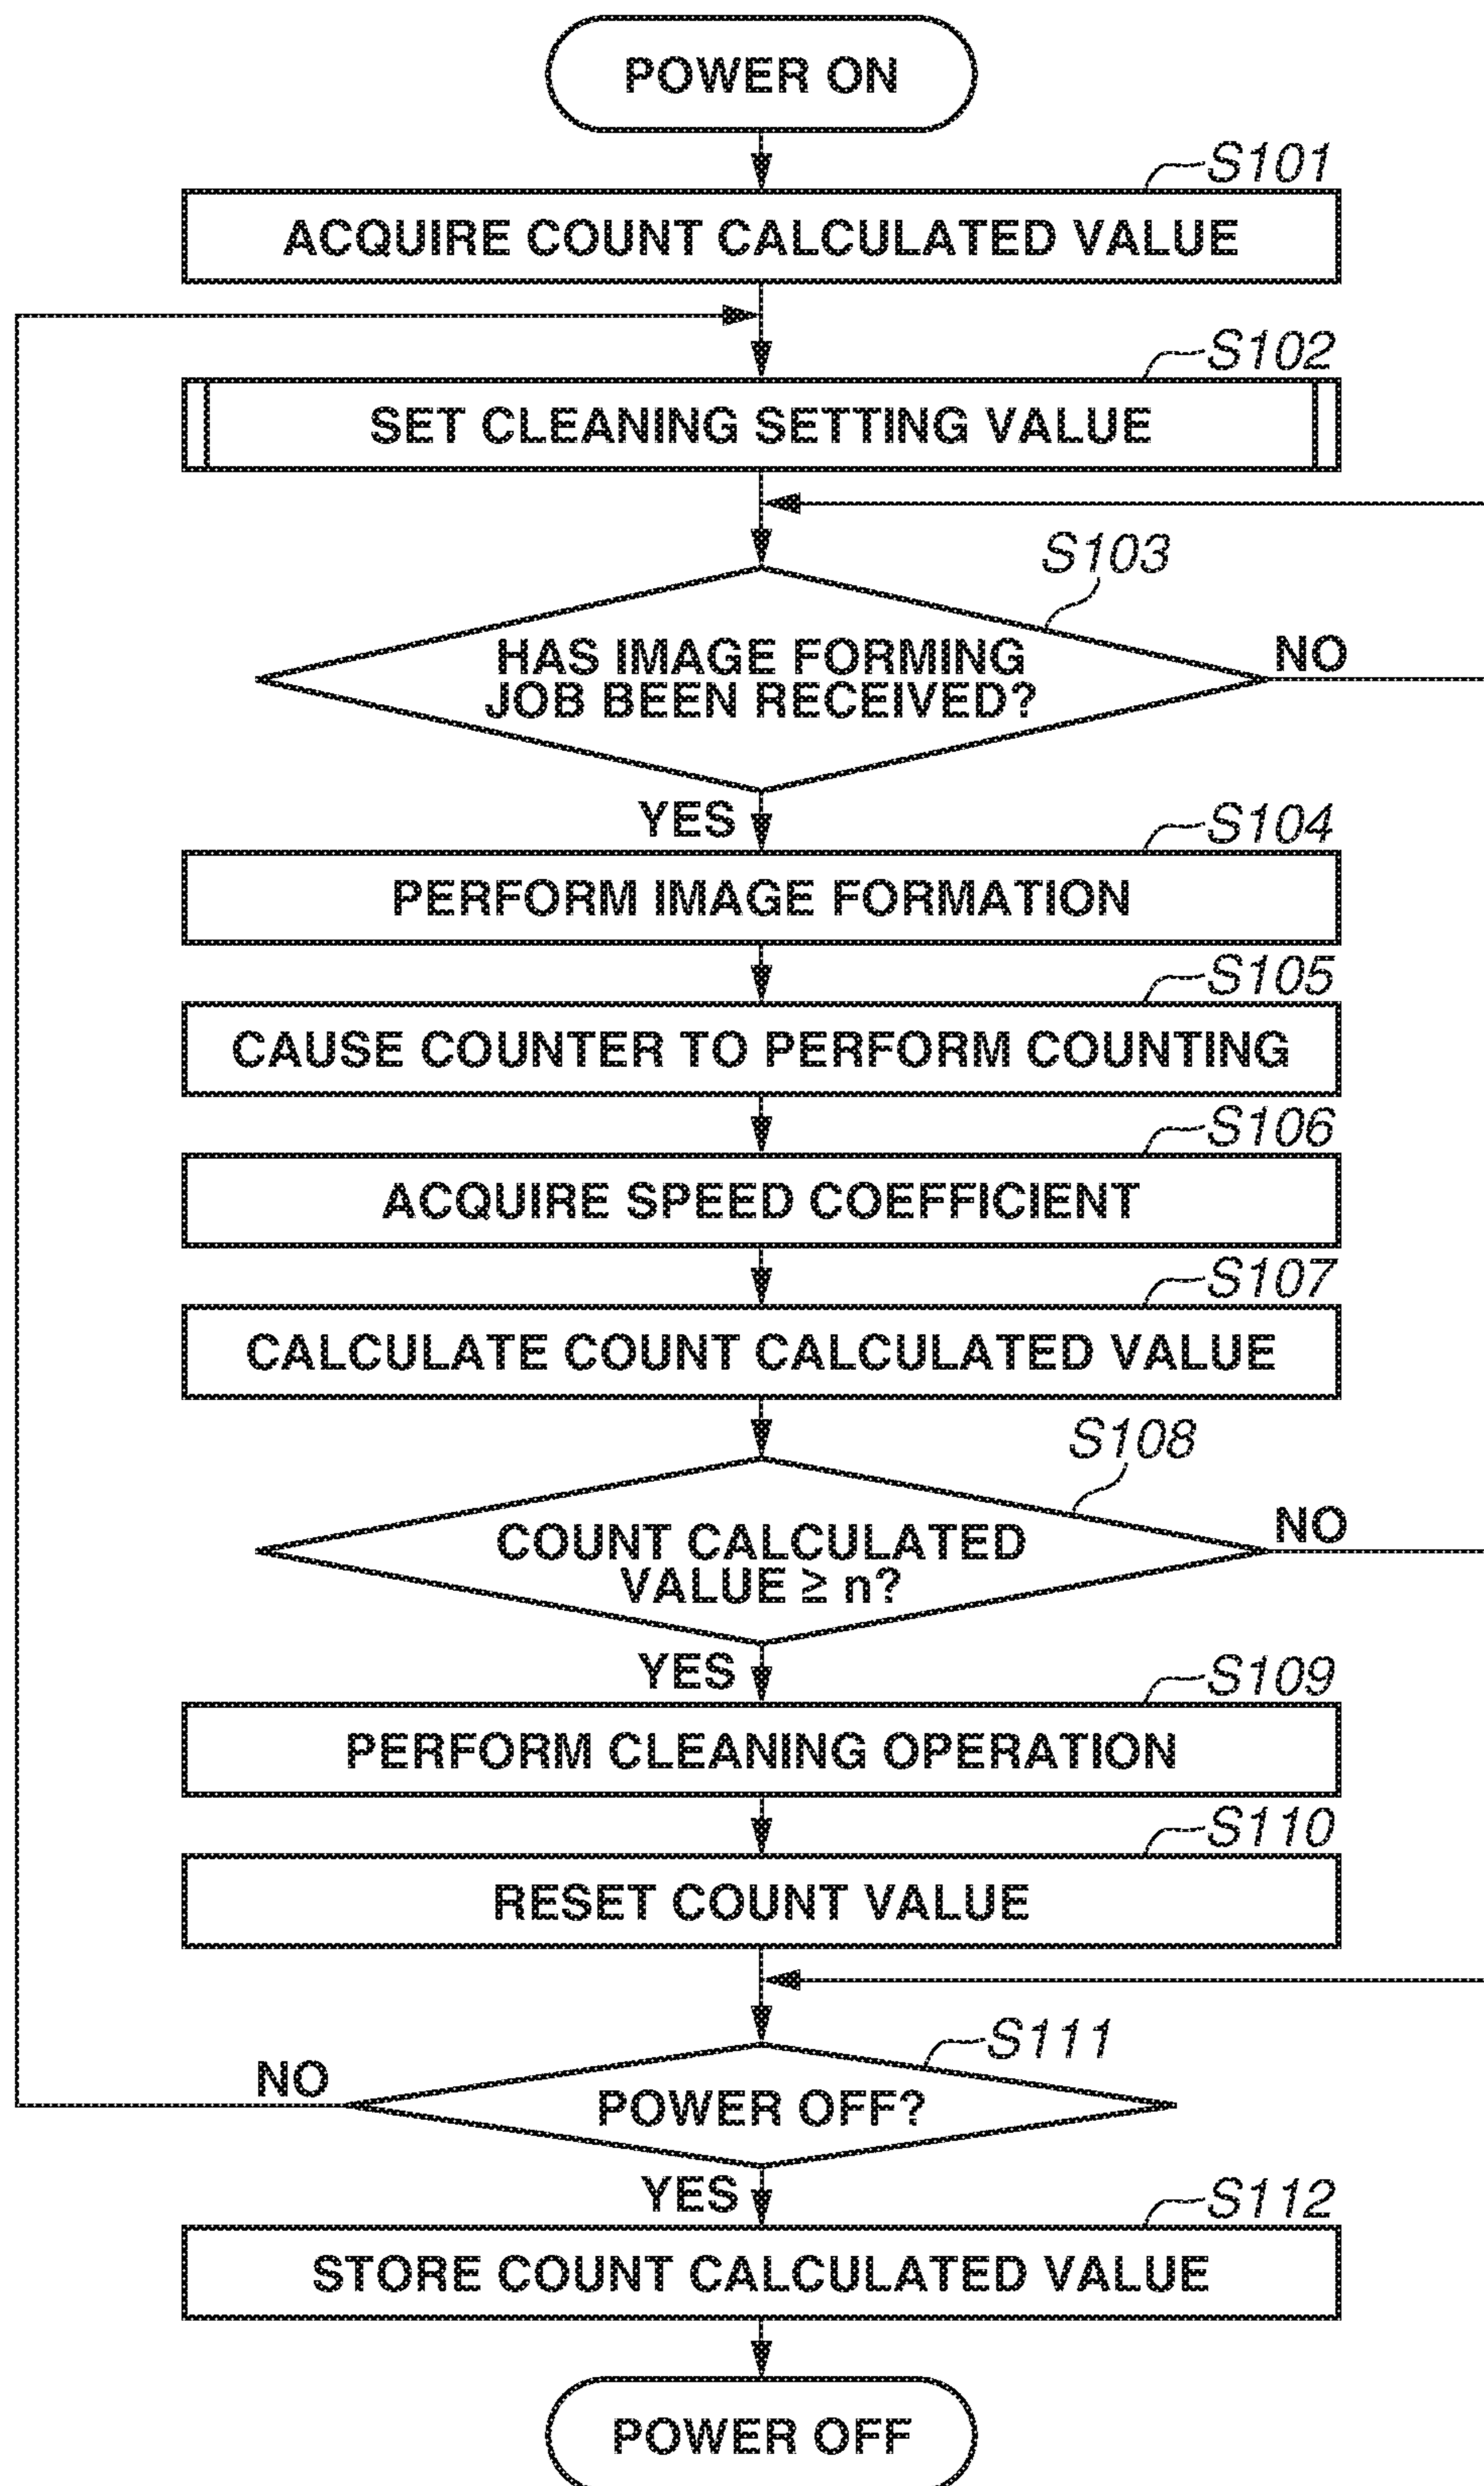 POWER ON
S101
ACQUIRE COUNT CALCULATED VALUE
S102
SET CLEANING SETTING VALUE
S103
HAS IMAGE FORMING
JOB BEEN RECEIVED?
NO
YES
S104
PERFORM IMAGE FORMATION
S105
CAUSE COUNTER TO PERFORM COUNTING
S106
ACQUIRE SPEED COEFFICIENT
S107
CALCULATE COUNT CALCULATED VALUE
S108
COUNT CALCULATED
VALUE ≥ n?
NO
YES
S109
PERFORM CLEANING OPERATION
S110
RESET COUNT VALUE
S111
NO
POWER OFF?
YES
S112
STORE COUNT CALCULATED VALUE
POWER OFF